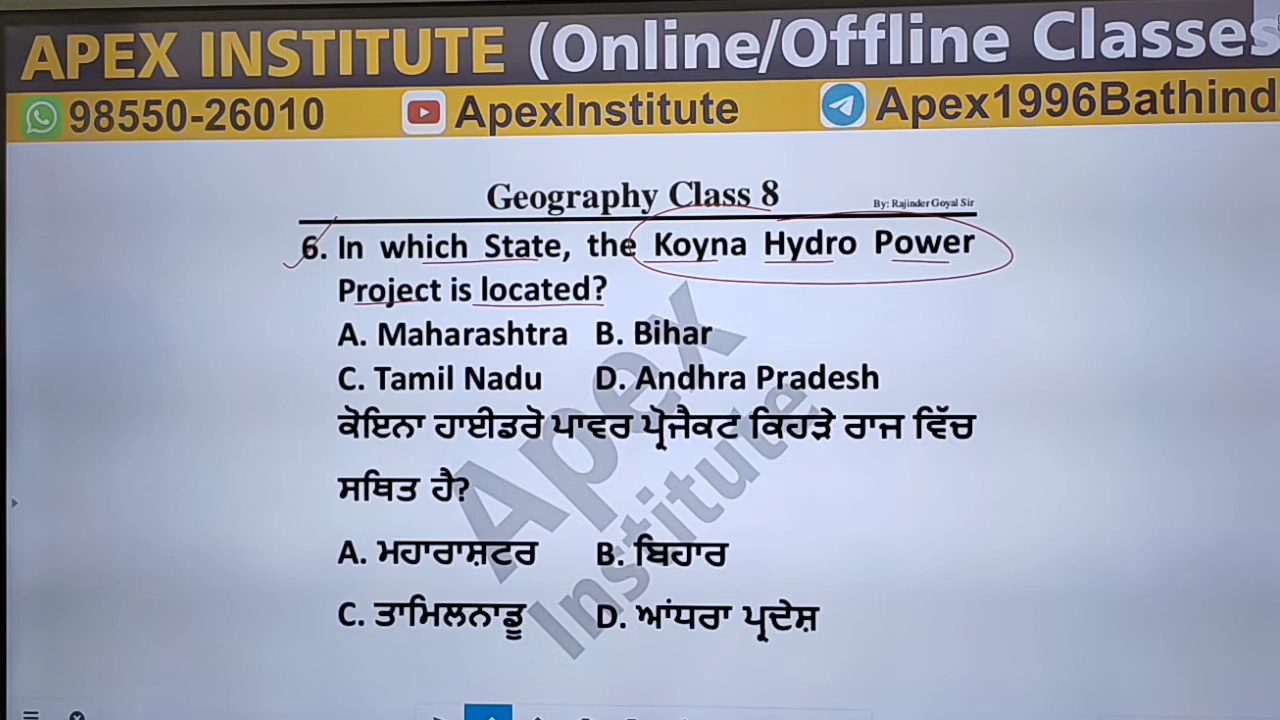 APEX INSTITUTE (Online/Offline Classes
98550-26010 ApexInstitute Apex1996Bathind
Geography Class 8
By: Rajinder Goyal Sir
6. In which State, the Koyna Hydro Power
Project is located?
A. Maharashtra B. Bihar
C. Tamil Nadu D. Andhra Pradesh
ਕੋਇਨਾ ਹਾਈਡਰੋ ਪਾਵਰ ਪ੍ਰੋਜੈਕਟ ਕਿਹੜੇ ਰਾਜ ਵਿੱਚ
ਸਥਿਤ ਹੈ?
A. ਮਹਾਰਾਸ਼ਟਰ B. ਬਿਹਾਰ
C. ਤਾਮਿਲਨਾਡੂ D. ਆਂਧਰਾ ਪ੍ਰਦੇਸ਼
Apex
Institute